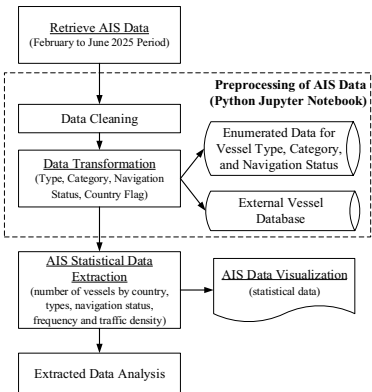 Retrieve AIS Data
(February to June 2025 Period)
Preprocessing of AIS Data
(Python Jupyter Notebook)
Data Cleaning
Data Transformation
(Type, Category, Navigation
Status, Country Flag)
Enumerated Data for
Vessel Type, Category,
and Navigation Status
External Vessel
Database
AIS Statistical Data
Extraction
(number of vessels by country,
types, navigation status,
frequency and traffic density)
AIS Data Visualization
(statistical data)
Extracted Data Analysis